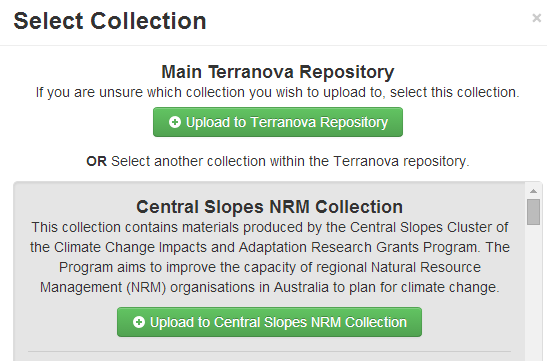 Select Collection ×
Main Terranova Repository
If you are unsure which collection you wish to upload to, select this collection.
Upload to Terranova Repository
OR Select another collection within the Terranova repository.
Central Slopes NRM Collection
This collection contains materials produced by the Central Slopes Cluster of
the Climate Change Impacts and Adaptation Research Grants Program. The
Program aims to improve the capacity of regional Natural Resource
Management (NRM) organisations in Australia to plan for climate change.
Upload to Central Slopes NRM Collection